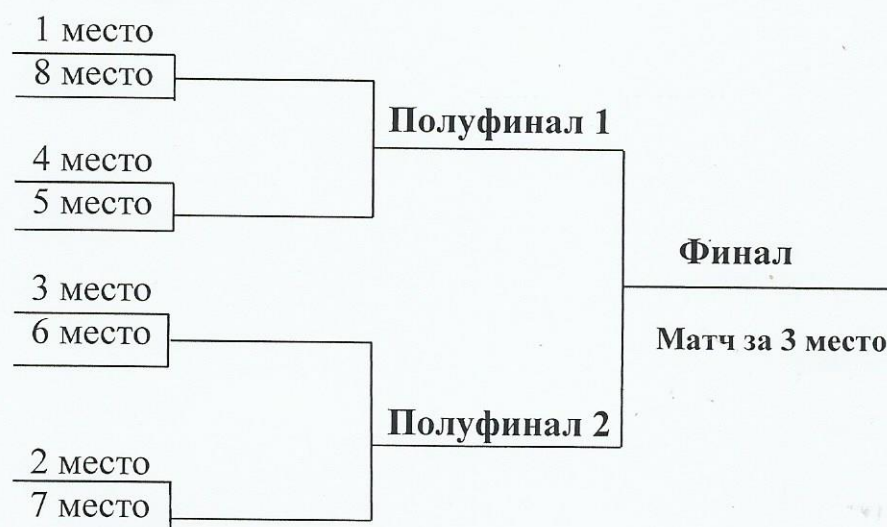 1 место
8 место
Полуфинал 1
4 место
5 место
Финал
3 место
6 место
Матч за 3 место
Полуфинал 2
2 место
7 место